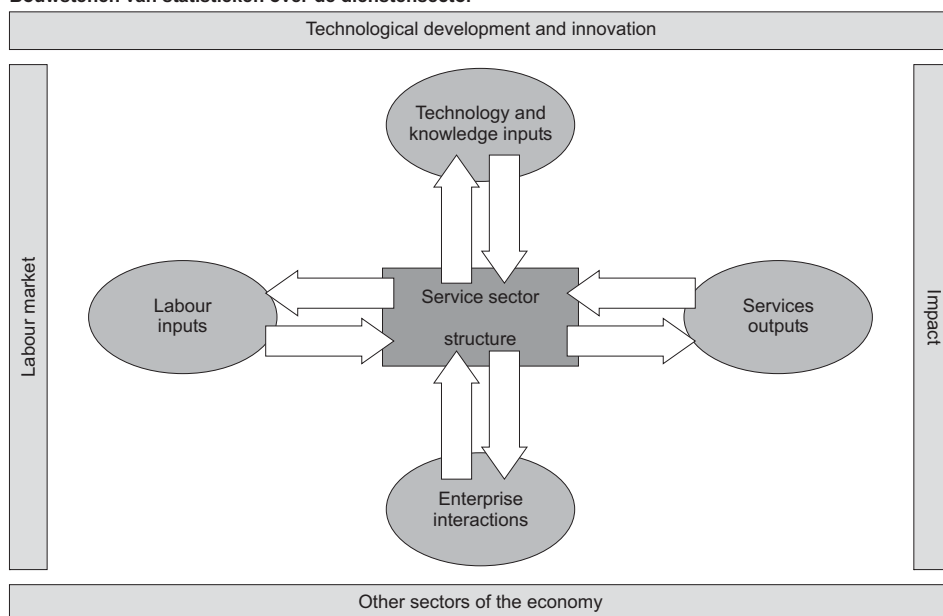 Bouwstenen van statistieken over de dienstensector
Technological development and innovation
Technology and
knowledge inputs
Labour market
Labour
inputs
Service sector
structure
Services
outputs
Impact
Enterprise
interactions
Other sectors of the economy